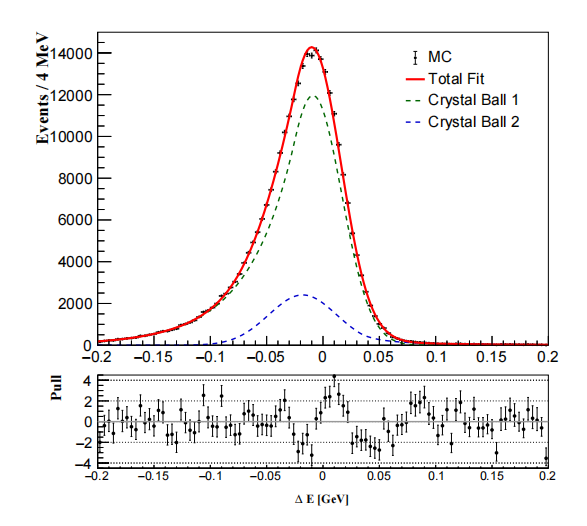 Events / 4 MeV
14000
12000
10000
8000
6000
4000
2000
0
MC
Total Fit
Crystal Ball 1
Crystal Ball 2
−0.2 −0.15 −0.1 −0.05 0 0.05 0.1 0.15 0.2
Pull
4
2
0
−2
−4
−0.2 −0.15 −0.1 −0.05 0 0.05 0.1 0.15 0.2
Δ E [GeV]